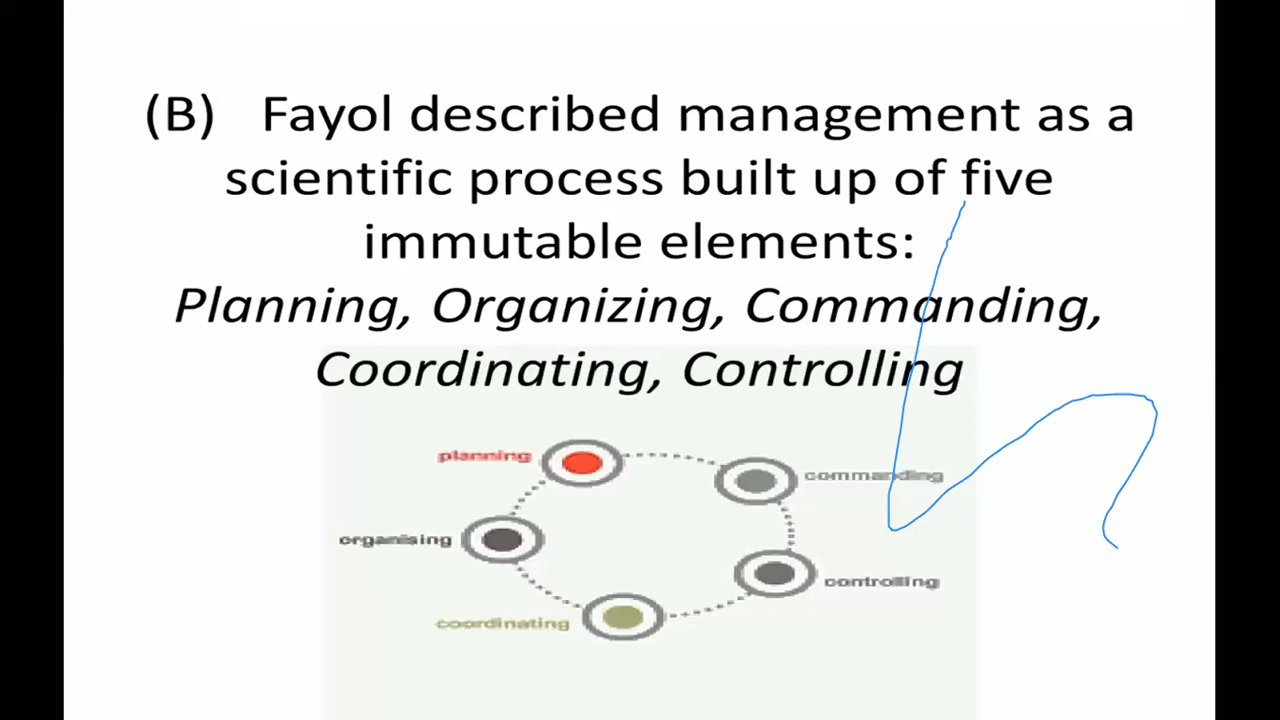 (B) Fayol described management as a
scientific process built up of five
immutable elements:
Planning, Organizing, Commanding,
Coordinating, Controlling
planning
commanding
organising
controlling
coordinating